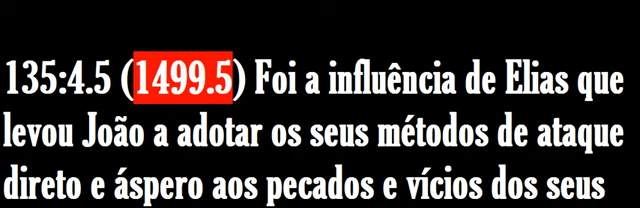 135:4.5 (1499.5) Foi a influência de Elias que
levou João a adotar os seus métodos de ataque
direto e áspero aos pecados e vícios dos seus